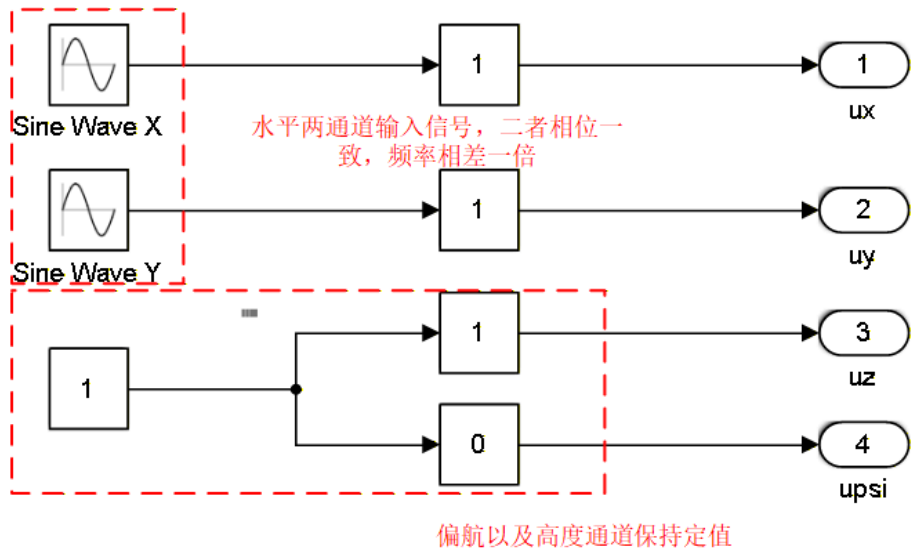 1
1
Sine Wave X
ux
水平两通道输入信号，二者相位一
致，频率相差一倍
1
2
Sine Wave Y
uy
1
3
uz
1
0
4
upsi
偏航以及高度通道保持定值